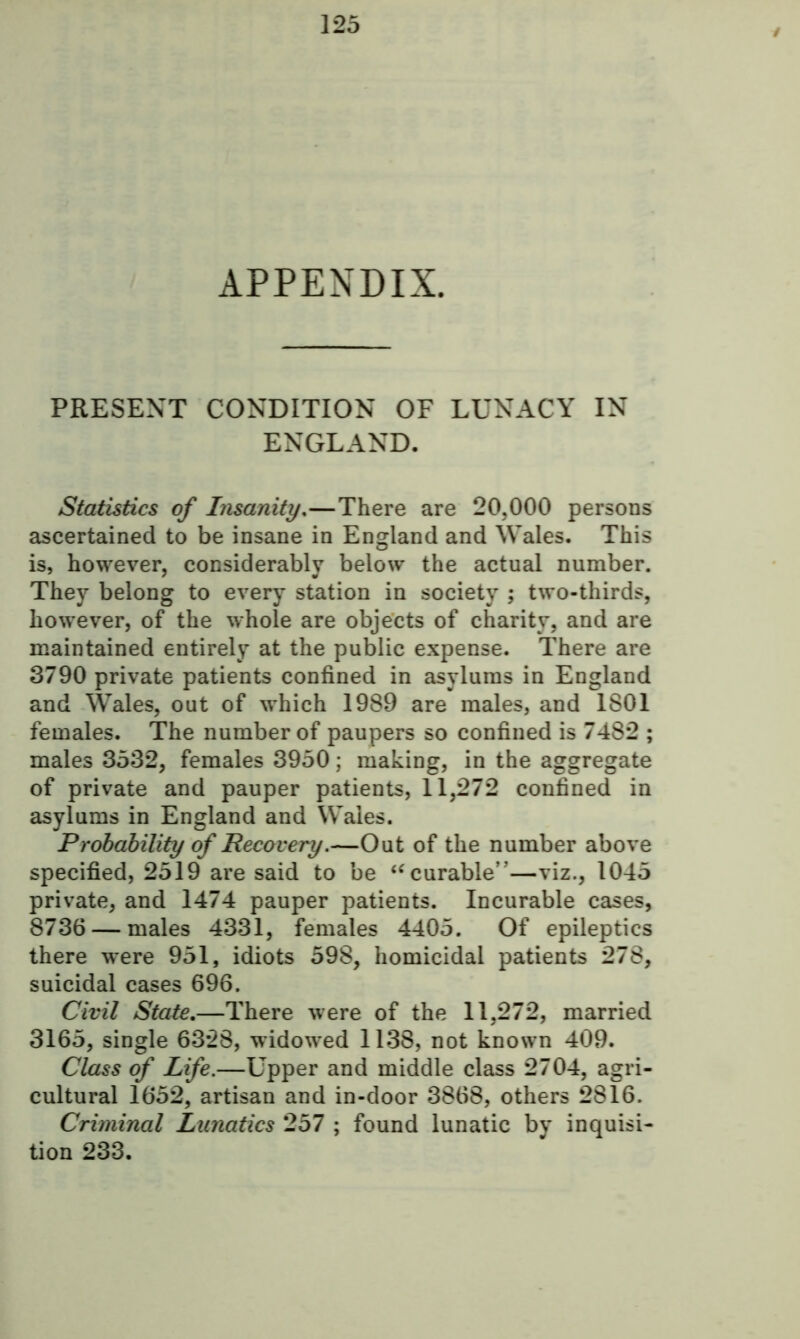 125
APPENDIX.
PRESENT CONDITION OF LUNACY IN
ENGLAND.
Statistics of Insanity.—There are 20,000 persons
ascertained to be insane in England and Wales. This
is, however, considerably below the actual number.
They belong to every station in society ; two-thirds,
however, of the whole are objects of charity, and are
maintained entirely at the public expense. There are
3790 private patients confined in asylums in England
and Wales, out of which 1989 are males, and 1801
females. The number of paupers so confined is 7482 ;
males 3532, females 3950 ; making, in the aggregate
of private and pauper patients, 11,272 confined in
asylums in England and Wales.
Probability of Recovery.—Out of the number above
specified, 2519 are said to be “curable”—viz., 1045
private, and 1474 pauper patients. Incurable cases,
8736 — males 4331, females 4405. Of epileptics
there were 951, idiots 598, homicidal patients 278,
suicidal cases 696.
Civil State.—There were of the 11,272, married
3165, single 6328, widowed 1138, not known 409.
Class of Life.—Upper and middle class 2704, agri-
cultural 1652, artisan and in-door 3868, others 2816.
Criminal Lunatics 257 ; found lunatic by inquisi-
tion 233.